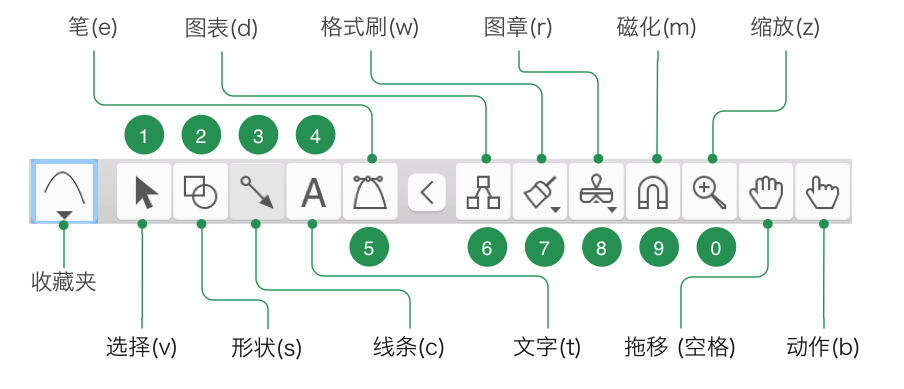 笔(e) 图表(d) 格式刷(w) 图章(r) 磁化(m) 缩放(z)
1 2 3 4
A
5 6 7 8 9 0
收藏夹
选择(v) 形状(s) 线条(c) 文字(t) 拖移 (空格) 动作(b)